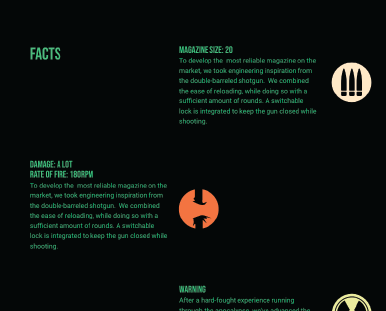 FACTS
MAGAZINE SIZE: 20
To develop the most reliable magazine on the
market, we took engineering inspiration from
the double-barreled shotgun. We combined
the ease of reloading, while doing so with a
sufficient amount of rounds. A switchable
lock is integrated to keep the gun closed while
shooting.
DAMAGE: A LOT
RATE OF FIRE: 180RPM
To develop the most reliable magazine on the
market, we took engineering inspiration from
the double-barreled shotgun. We combined
the ease of reloading, while doing so with a
sufficient amount of rounds. A switchable
lock is integrated to keep the gun closed while
shooting.
WARNING
After a hard-fought experience running
through the apocalypse, we've advanced the